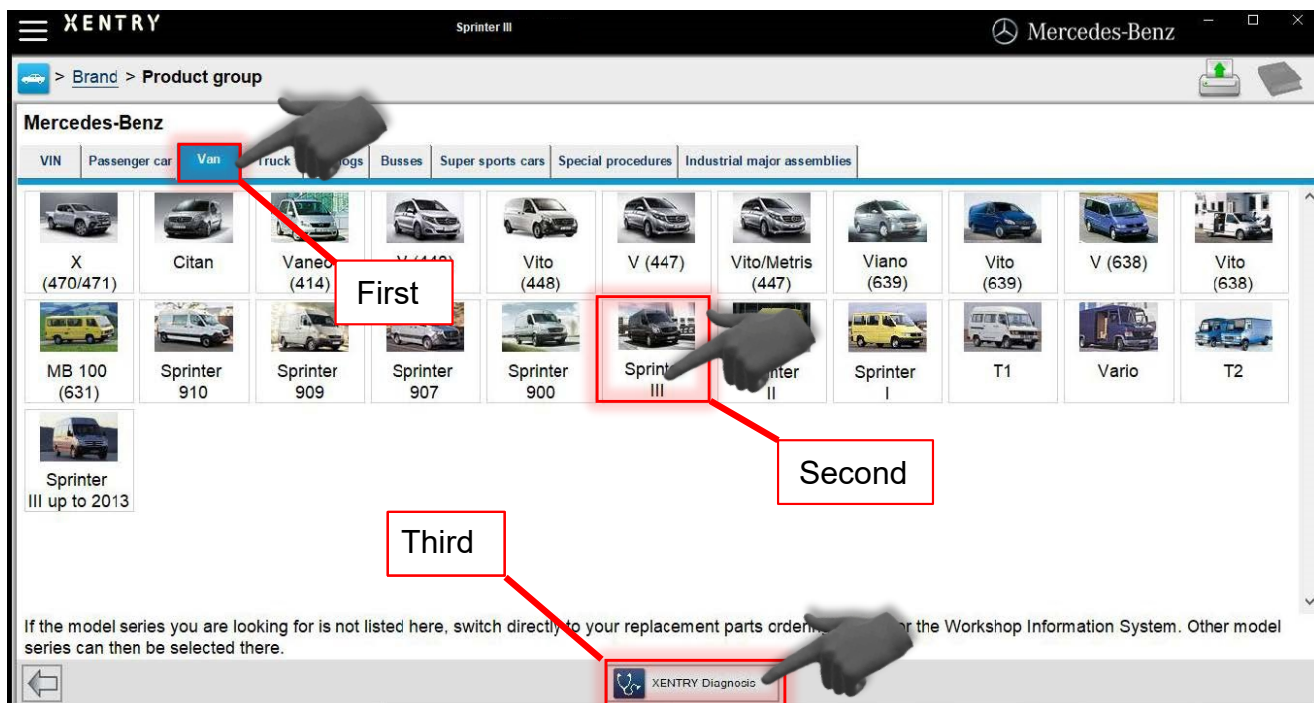 XENTRY
Sprinter III
Mercedes-Benz
> Brand > Product group
Mercedes-Benz
VIN Passenger car Van Truck ogs Busses Super sports cars Special procedures Industrial major assemblies
X
(470/471)
Citan
Vaneo
(414)
V
Vito
(448)
V (447)
Vito/Metris
(447)
Viano
(639)
Vito
(639)
V (638)
Vito
(638)
First
MB 100
(631)
Sprinter
910
Sprinter
909
Sprinter
907
Sprinter
900
Sprint
III
nter
II
Sprinter
I
T1
Vario
T2
Sprinter
III up to 2013
Second
Third
If the model series you are looking for is not listed here, switch directly to your replacement parts ordering or the Workshop Information System. Other model
series can then be selected there.
XENTRY Diagnosis